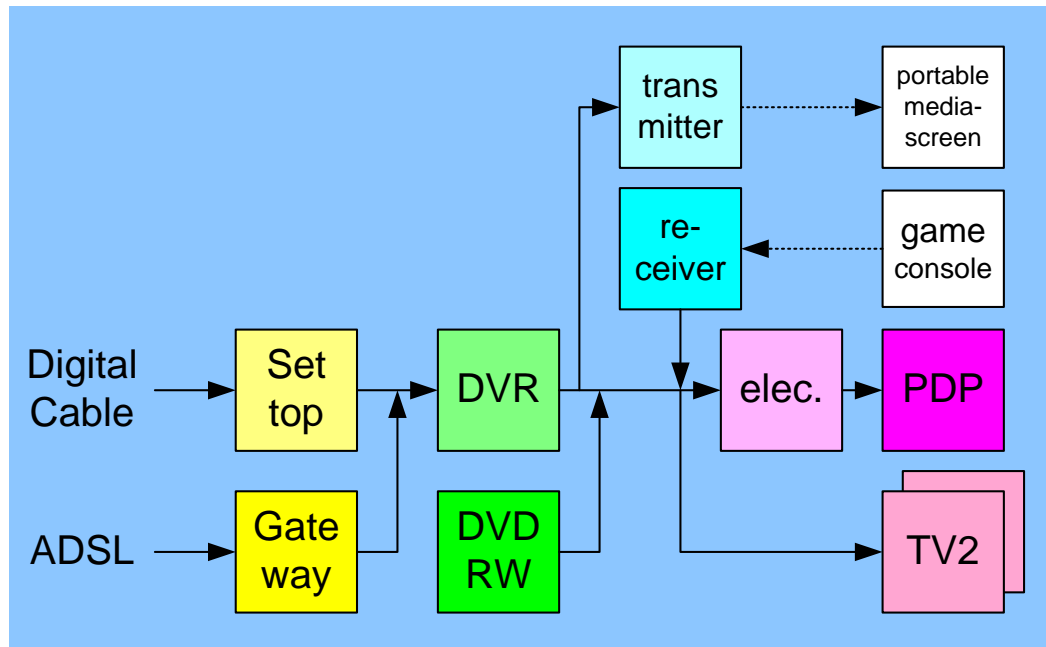 trans
mitter
portable
media-
screen
re-
ceiver
game
console
Digital
Cable
Set
top
DVR
elec.
PDP
ADSL
Gate
way
DVD
RW
TV2